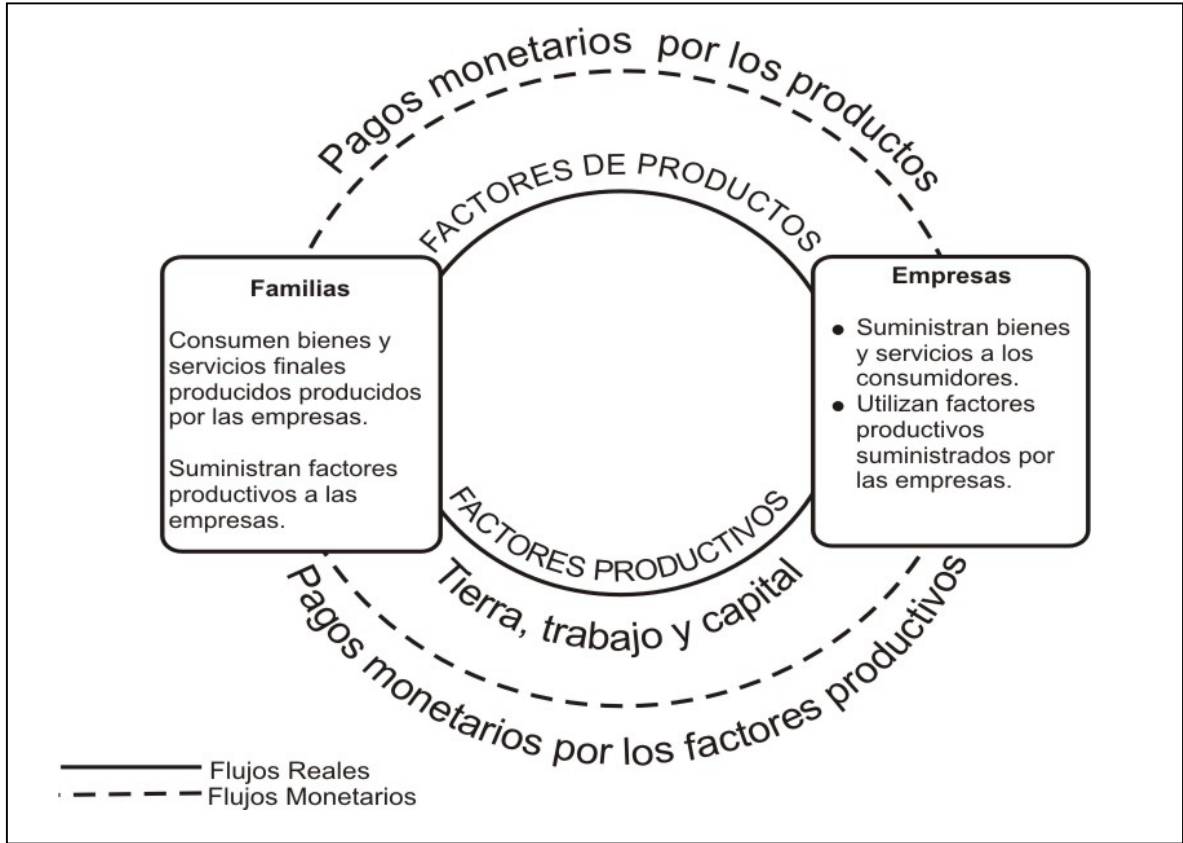 Pagos monetarios por los productos
FACTORES DE PRODUCTOS
Familias
Consumen bienes y
servicios finales
producidos producidos
por las empresas.
Suministran factores
productivos a las
empresas.
Empresas
● Suministran bienes
y servicios a los
consumidores.
● Utilizan factores
productivos
suministrados por
las empresas.
FACTORES PRODUCTIVOS
Tierra, trabajo y capital
Pagos monetarios por los factores productivos
Flujos Reales
Flujos Monetarios